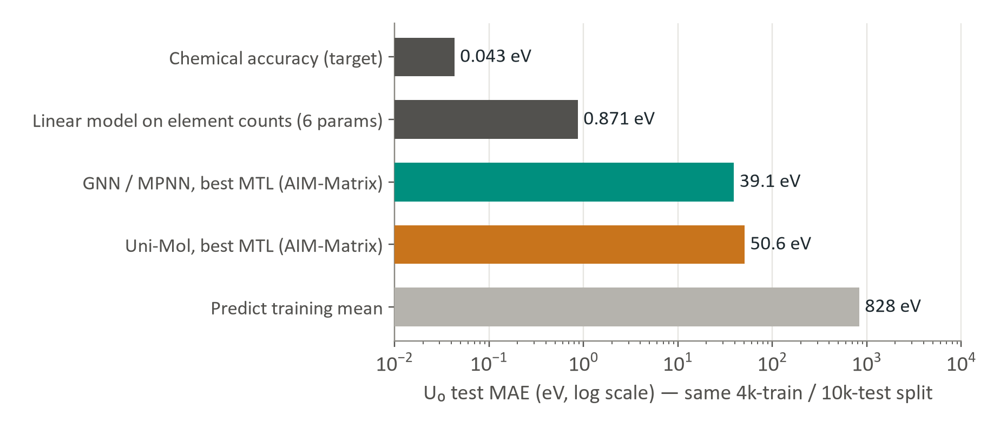 Chemical accuracy (target)
0.043 eV
Linear model on element counts (6 params)
0.871 eV
GNN / MPNN, best MTL (AIM-Matrix)
39.1 eV
Uni-Mol, best MTL (AIM-Matrix)
50.6 eV
Predict training mean
828 eV
10⁻² 10⁻¹ 10⁰ 10¹ 10² 10³ 10⁴
U₀ test MAE (eV, log scale) — same 4k-train / 10k-test split